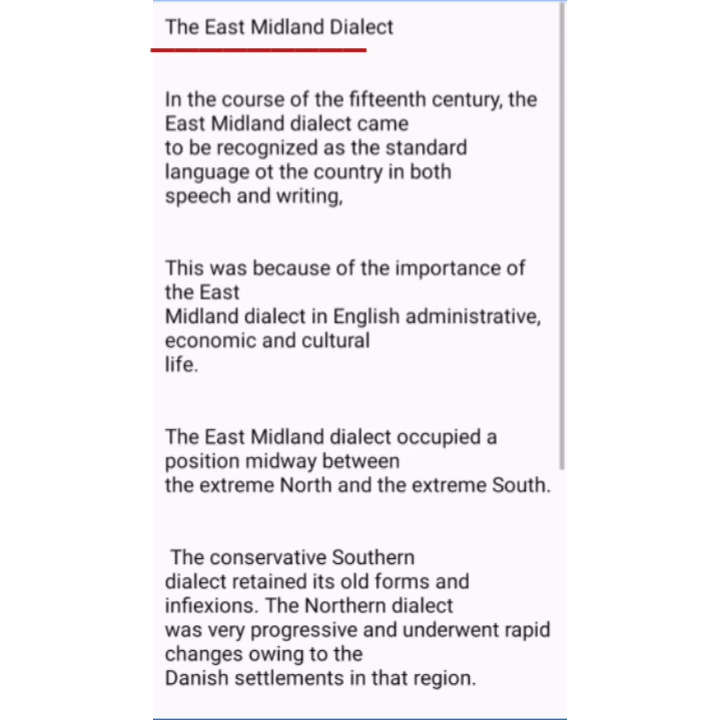 The East Midland Dialect
In the course of the fifteenth century, the
East Midland dialect came
to be recognized as the standard
language ot the country in both
speech and writing,
This was because of the importance of
the East
Midland dialect in English administrative,
economic and cultural
life.
The East Midland dialect occupied a
position midway between
the extreme North and the extreme South.
The conservative Southern
dialect retained its old forms and
infiexions. The Northern dialect
was very progressive and underwent rapid
changes owing to the
Danish settlements in that region.